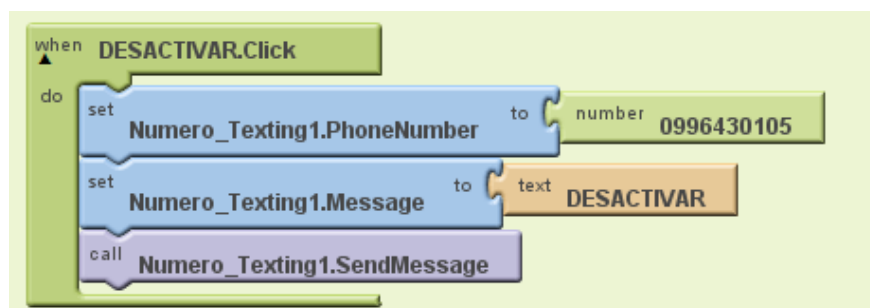 when DESACTIVAR.Click
do
set Numero_Texting1.PhoneNumber to number 0996430105
set Numero_Texting1.Message to text DESACTIVAR
call Numero_Texting1.SendMessage